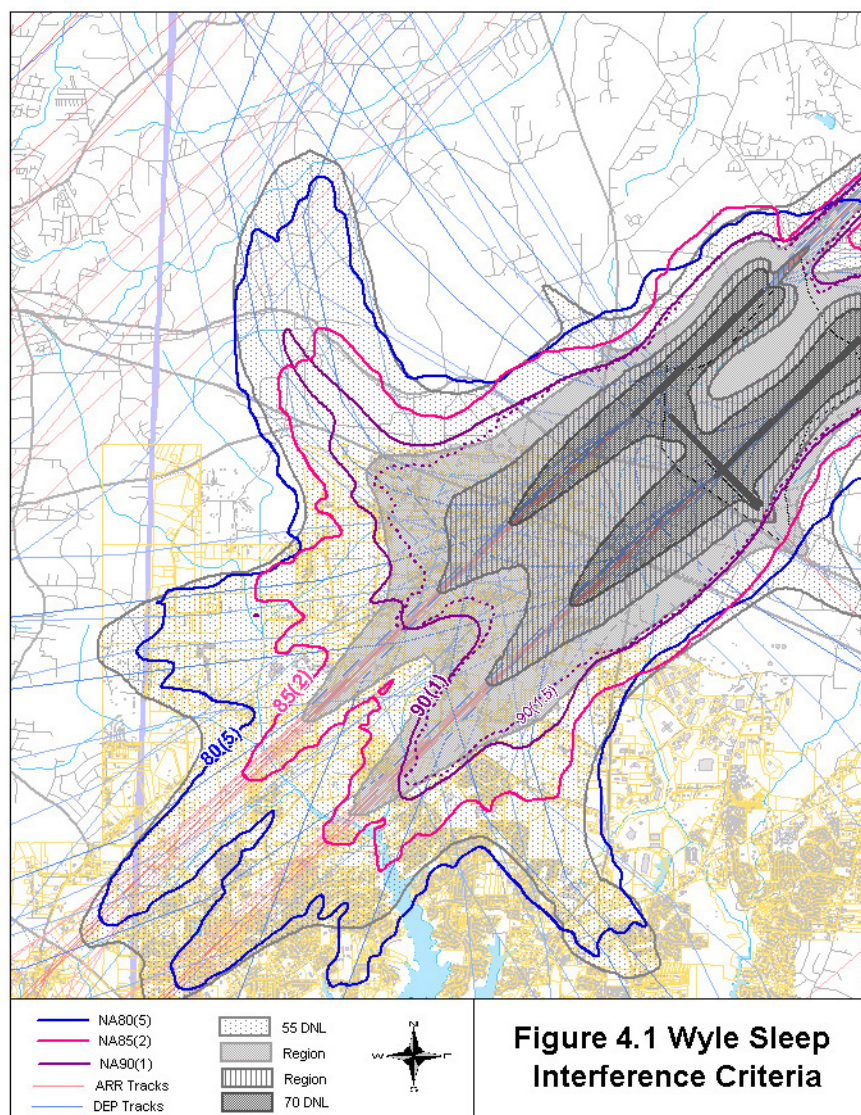 80(5)
85(2)
90(1)
90(1.5)
NA80(5)
NA85(2)
NA90(1)
ARR Tracks
DEP Tracks
55 DNL
Region
Region
70 DNL
N
W
S
Figure 4.1 Wyle Sleep
Interference Criteria